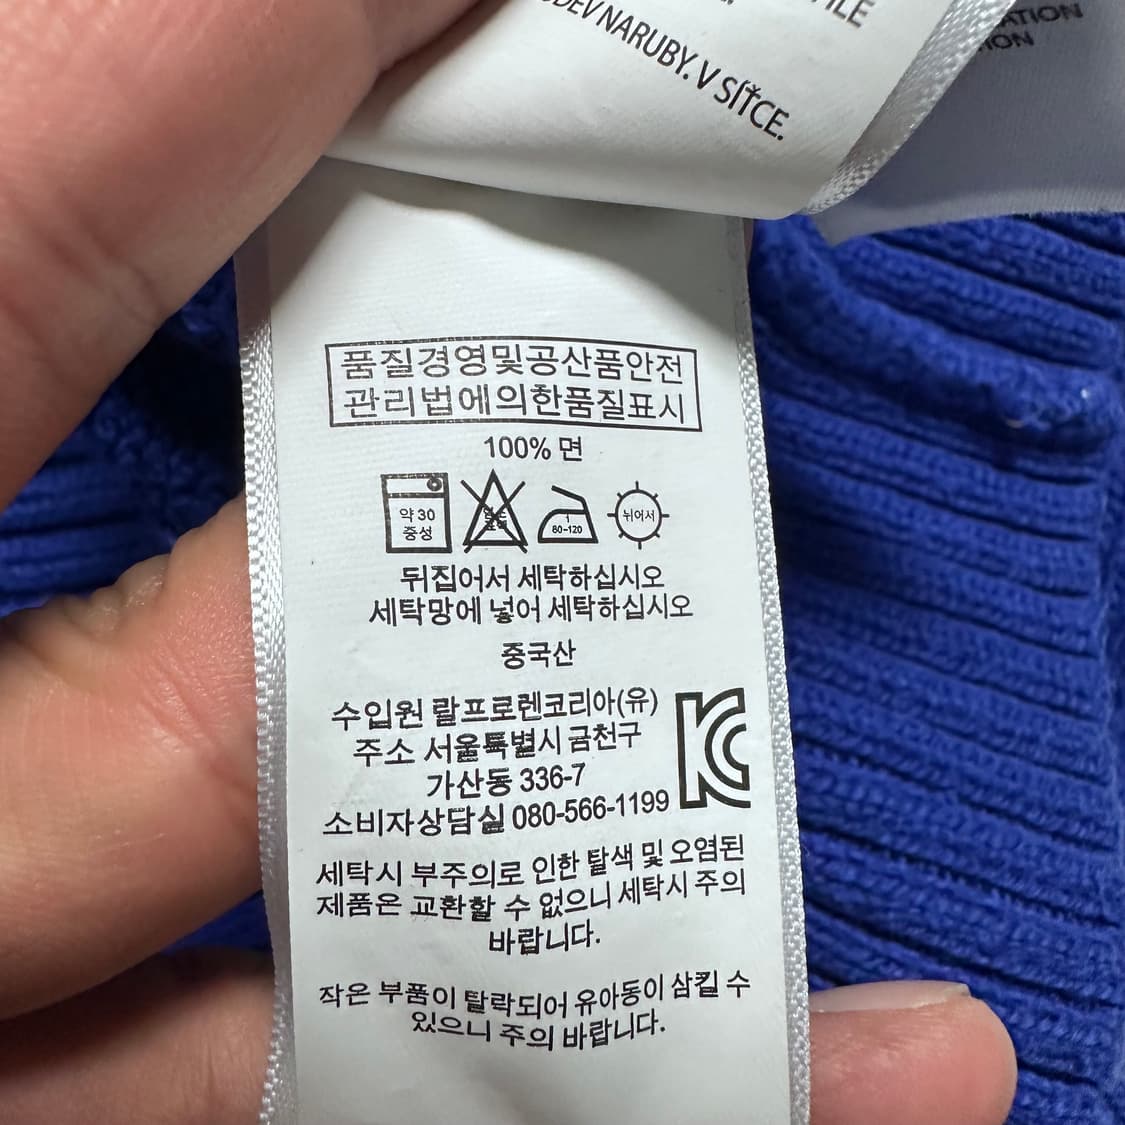 NARUBY. V SÍŤCE.
품질경영및공산품안전
관리법에의한품질표시
100% 면
약 30
중성
1
80-120
뉘어서
뒤집어서 세탁하십시오
세탁망에 넣어 세탁하십시오
중국산
수입원 랄프로렌코리아(유)
주소 서울특별시 금천구
가산동 336-7
소비자상담실 080-566-1199
세탁시 부주의로 인한 탈색 및 오염된
제품은 교환할 수 없으니 세탁시 주의
바랍니다.
작은 부품이 탈락되어 유아동이 삼킬 수
있으니 주의 바랍니다.